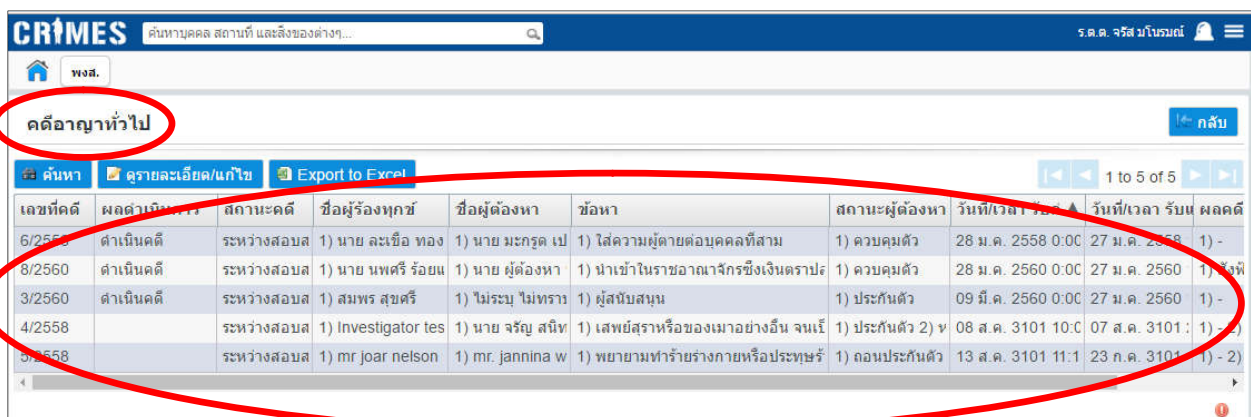 CRIMES ค้นหาบุคคล สถานที่ และสิ่งของต่างๆ... ร.ต.ต. จรัส มโนรมณ์
พงส.
คดีอาญาทั่วไป กลับ
ค้นหา ดูรายละเอียด/แก้ไข Export to Excel 1 to 5 of 5
เลขที่คดี ผลดำเนินการ สถานะคดี ชื่อผู้ร้องทุกข์ ชื่อผู้ต้องหา ข้อหา สถานะผู้ต้องหา วันที่/เวลา รับ วันที่/เวลา รับแ ผลคดี
ดำเนินคดี ระหว่างสอบส 1) นาย ละเชือ ทอง 1) นาย มะกรูด เป 1) ใส่ความผู้ตายต่อบุคคลที่สาม 1) ควบคุมตัว 28 ม.ค. 2558 0:00 27 ม.ค. 2558 1) -
8/2560 ดำเนินคดี ระหว่างสอบส 1) นาย นพศรี ร้อยแ 1) นาย ผู้ต้องหา 1) นำเข้าในราชอาณาจักรซึ่งเงินตราปล 1) ควบคุมตัว 28 ม.ค. 2560 0:00 27 ม.ค. 2560
3/2560 ดำเนินคดี ระหว่างสอบส 1) สมพร สุขศรี 1) ไม่ระบุ ไม่ทราบ 1) ผู้สนับสนุน 1) ประกันตัว 09 มี.ค. 2560 0:00 27 ม.ค. 2560 1) -
4/2558 ระหว่างสอบส 1) Investigator tes 1) นาย จรัญ สนิท 1) เสพย์สุราหรือของเมาอย่างอื่น จนเป็ 1) ประกันตัว 2) ห 08 ส.ค. 3101 10:0 07 ส.ค. 3101 1) - 2)
5/2558 ระหว่างสอบส 1) mr joar nelson 1) mr. jannina w 1) พยายามทำร้ายร่างกายหรือประทุษร้ 1) ถอนประกันตัว 13 ส.ค. 3101 11:1 23 ก.ค. 3101 1) - 2)